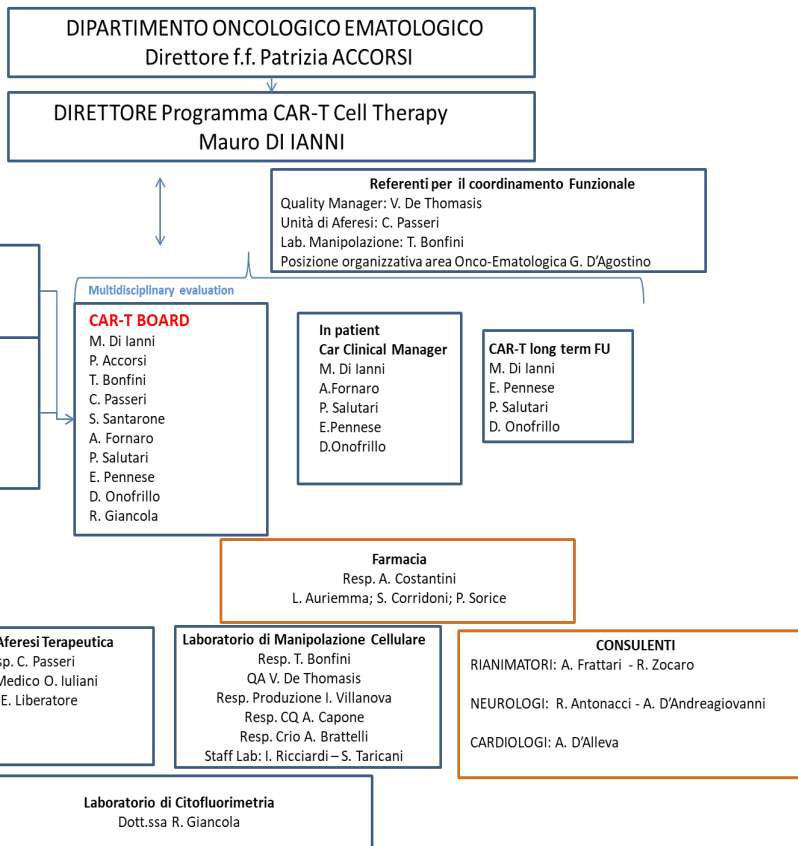 DIPARTIMENTO ONCOLOGICO EMATOLOGICO
Direttore f.f. Patrizia ACCORSI
DIRETTORE Programma CAR-T Cell Therapy
Mauro DI IANNI
Referenti per il coordinamento Funzionale
Quality Manager: V. De Thomasis
Unità di Aferesi: C. Passeri
Lab. Manipolazione: T. Bonfini
Posizione organizzativa area Onco-Ematologica G. D'Agostino
Multidisciplinary evaluation
CAR-T BOARD
M. Di Ianni
P. Accorsi
T. Bonfini
C. Passeri
S. Santarone
A. Fornaro
P. Salutari
E. Pennese
D. Onofrillo
R. Giancola
In patient
Car Clinical Manager
M. Di Ianni
A.Fornaro
P. Salutari
E.Pennese
D.Onofrillo
CAR-T long term FU
M. Di Ianni
E. Pennese
P. Salutari
D. Onofrillo
Farmacia
Resp. A. Costantini
L. Auriemma; S. Corridoni; P. Sorice
Aferesi Terapeutica
sp. C. Passeri
Medico O. Iuliani
E. Liberatore
Laboratorio di Manipolazione Cellulare
Resp. T. Bonfini
QA V. De Thomasis
Resp. Produzione I. Villanova
Resp. CQ A. Capone
Resp. Crio A. Brattelli
Staff Lab: I. Ricciardi – S. Taricani
CONSULENTI
RIANIMATORI: A. Frattari - R. Zocaro
NEUROLOGI: R. Antonacci - A. D'Andreagiovanni
CARDIOLOGI: A. D'Alleva
Laboratorio di Citofluorimetria
Dott.ssa R. Giancola